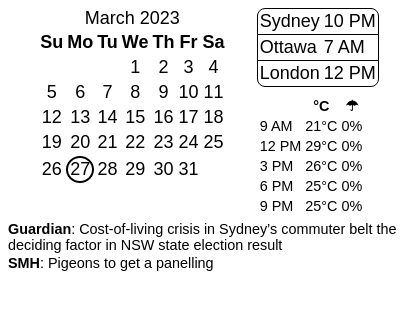 March 2023
Su Mo Tu We Th Fr Sa
1 2 3 4
5 6 7 8 9 10 11
12 13 14 15 16 17 18
19 20 21 22 23 24 25
26 27 28 29 30 31
Sydney 10 PM
Ottawa 7 AM
London 12 PM
°C ☂
9 AM 21°C 0%
12 PM 29°C 0%
3 PM 26°C 0%
6 PM 25°C 0%
9 PM 25°C 0%
Guardian: Cost-of-living crisis in Sydney's commuter belt the
deciding factor in NSW state election result
SMH: Pigeons to get a panelling